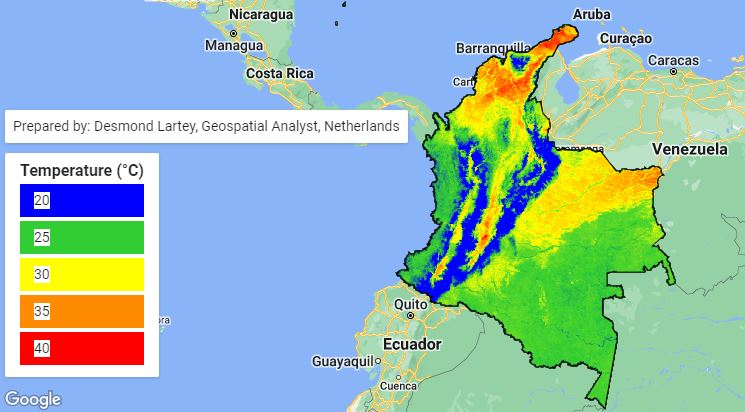 Nicaragua
Managua
Costa Rica
Aruba
Curaçao
Barranquilla
Caracas
Venezuela
Prepared by: Desmond Lartey, Geospatial Analyst, Netherlands
Temperature (°C)
20
25
30
35
40
Quito
Ecuador
Guayaquil
Cuenca
Google